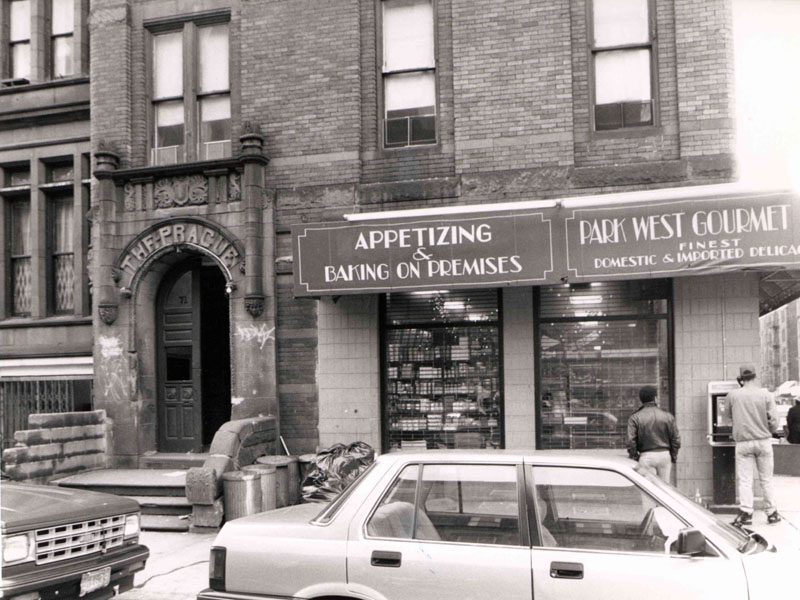 THE PRAGUE
APPETIZING
&
BAKING ON PREMISES
PARK WEST GOURMET
FINEST
DOMESTIC & IMPORTED DELICA